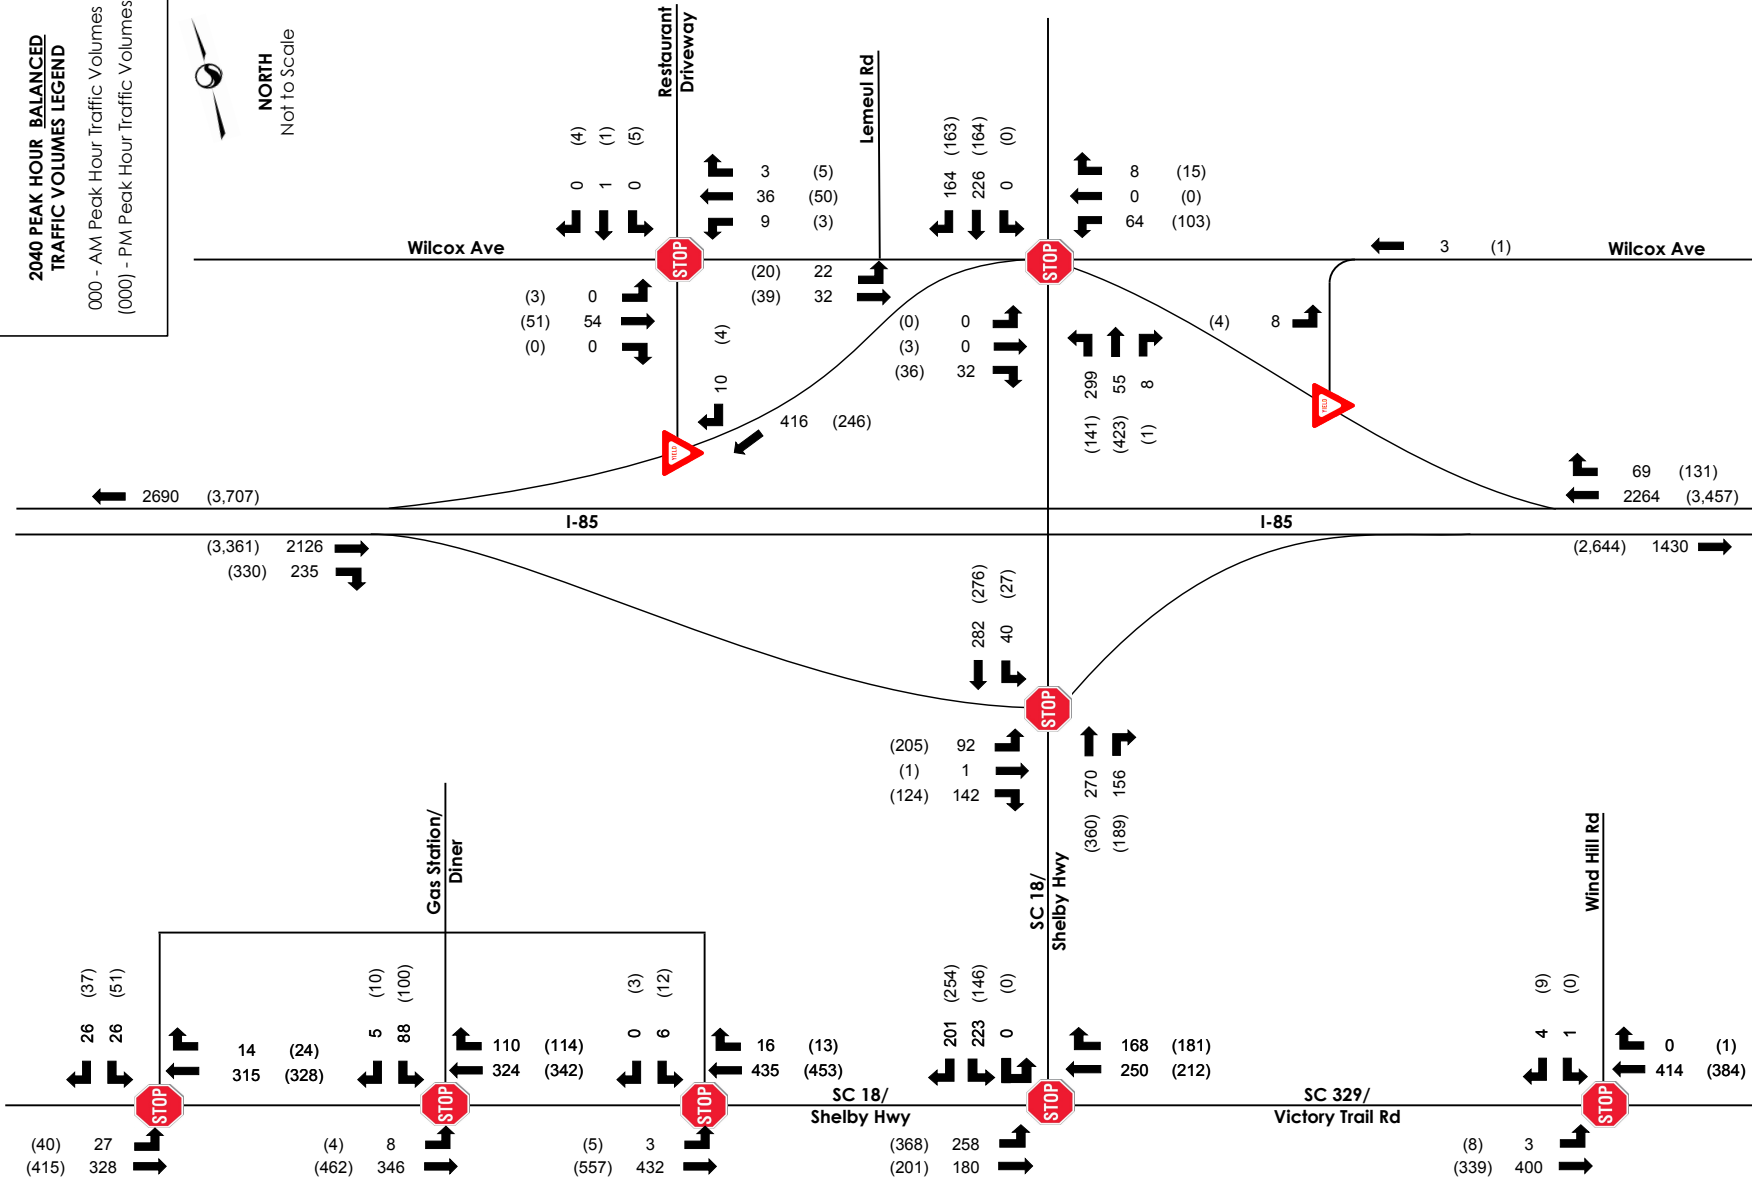 2040 PEAK HOUR BALANCED
TRAFFIC VOLUMES LEGEND
000 - AM Peak Hour Traffic Volumes
(000) - PM Peak Hour Traffic Volumes
NORTH
Not to Scale
Restaurant
Driveway
Lemeul Rd
(4) (1) (5)
0 1 0
3 (5)
36 (50)
9 (3)
(163) (164) (0)
164 226 0
8 (15)
0 (0)
64 (103)
Wilcox Ave
STOP
STOP
3 (1)
Wilcox Ave
(3) 0
(51) 54
(0) 0
(20) 22
(39) 32
(4)
10
(0) 0
(3) 0
(36) 32
299 55 8
(141) (423) (1)
(4) 8
YIELD
416 (246)
YIELD
69 (131)
2264 (3,457)
2690 (3,707)
I-85
I-85
(3,361) 2126
(330) 235
(2,644) 1430
(276) (27)
282 40
STOP
(205) 92
(1) 1
(124) 142
270 156
(360) (189)
Gas Station/
Diner
SC 18/
Shelby Hwy
Wind Hill Rd
(37) (51)
26 26
14 (24)
315 (328)
(10) (100)
5 88
110 (114)
324 (342)
(3) (12)
0 6
16 (13)
435 (453)
(254) (146) (0)
201 223 0
168 (181)
250 (212)
(9) (0)
4 1
0 (1)
414 (384)
STOP
STOP
STOP
SC 18/
Shelby Hwy
STOP
SC 329/
Victory Trail Rd
STOP
(40) 27
(415) 328
(4) 8
(462) 346
(5) 3
(557) 432
(368) 258
(201) 180
(8) 3
(339) 400